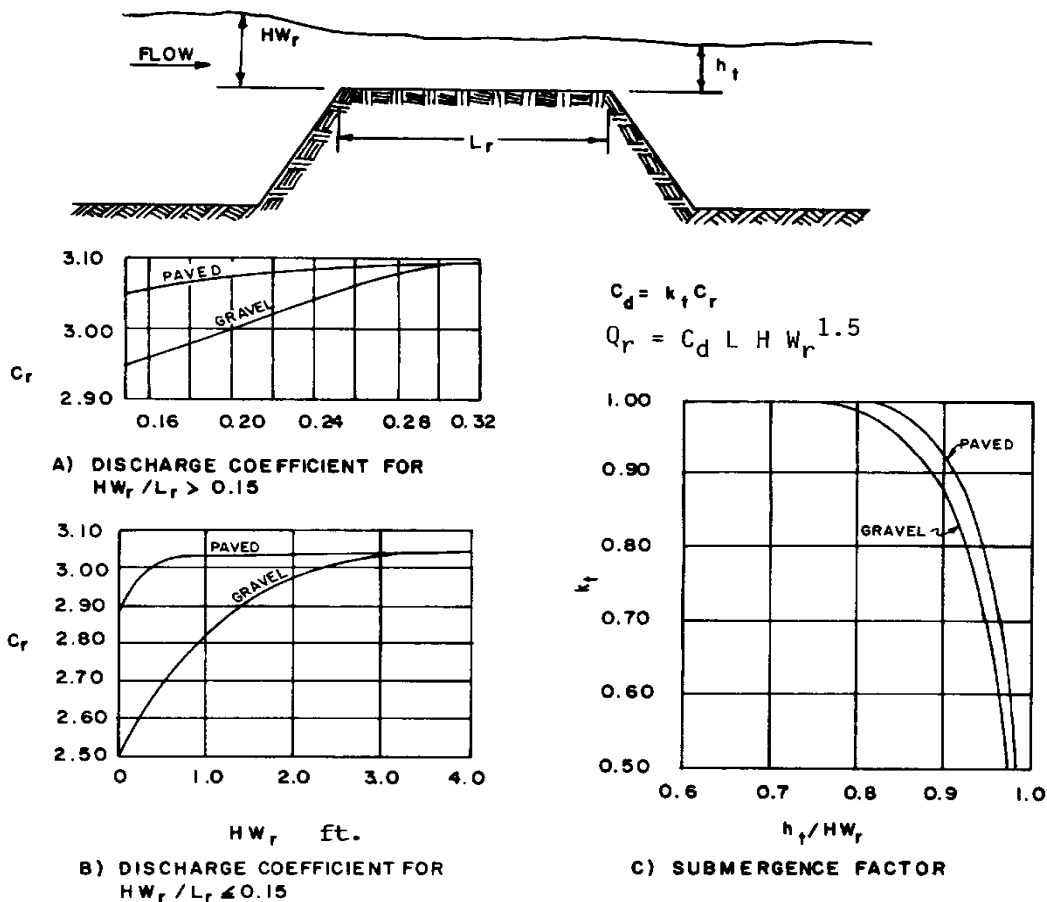 HWr
FLOW
ht
Lr
3.10
PAVED
GRAVEL
3.00
Cr
2.90
0.16 0.20 0.24 0.28 0.32
A) DISCHARGE COEFFICIENT FOR
HWr/Lr > 0.15
Cd = kt Cr
Qr = Cd L H Wr^1.5
3.10
PAVED
3.00
GRAVEL
2.90
Cr
2.80
2.70
2.60
2.50
0 1.0 2.0 3.0 4.0
HWr ft.
B) DISCHARGE COEFFICIENT FOR
HWr/Lr ≤ 0.15
1.00
PAVED
0.90
GRAVEL
0.80
kt
0.70
0.60
0.50
0.6 0.7 0.8 0.9 1.0
ht/HWr
C) SUBMERGENCE FACTOR